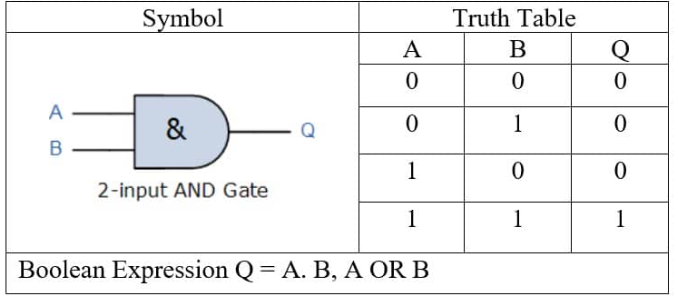 Symbol Truth Table
A B Q
0 0 0
A
&
Q
B
0 1 0
2-input AND Gate
1 0 0
1 1 1
Boolean Expression Q = A. B, A OR B